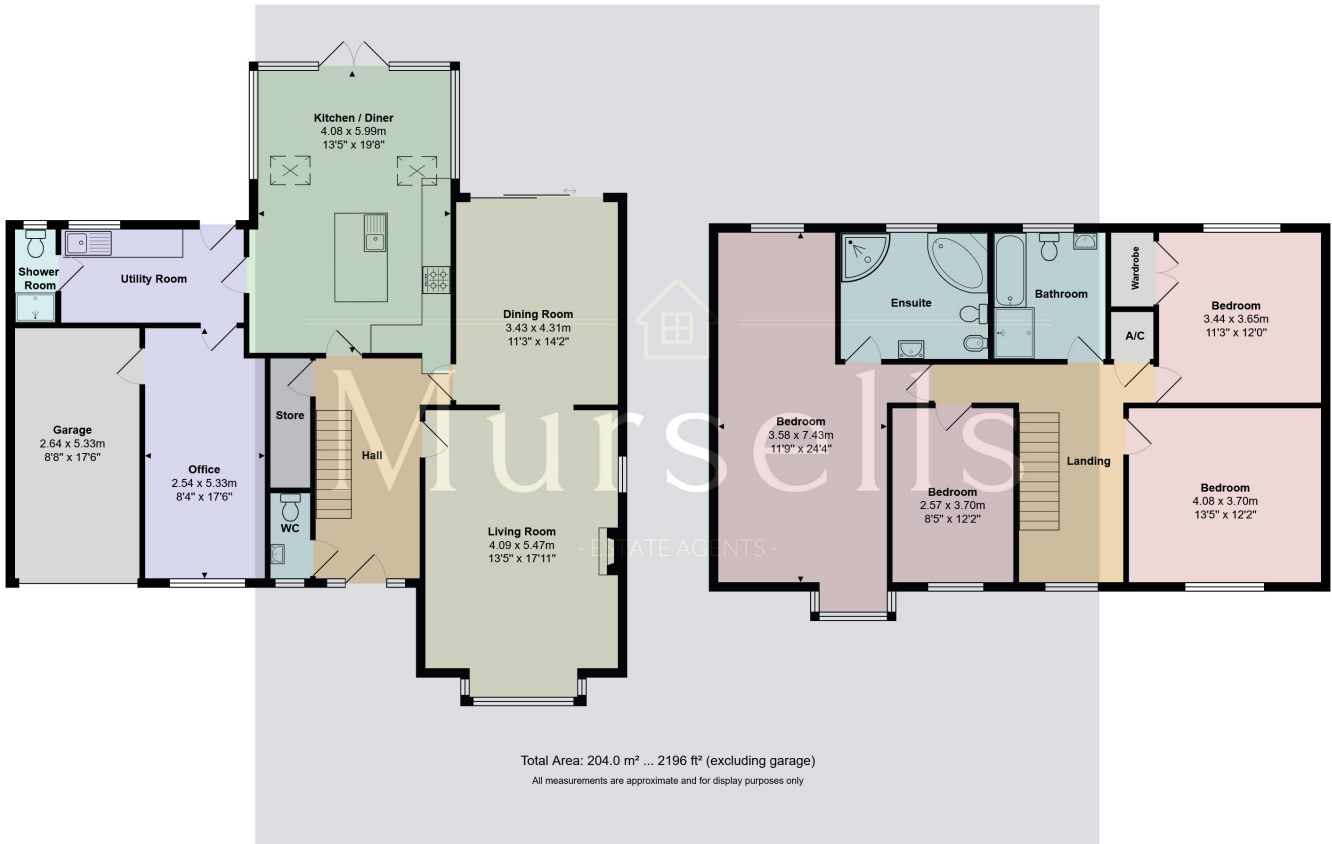 Kitchen / Diner
4.08 x 5.99m
13'5" x 19'8"
Shower
Room
Utility Room
Dining Room
3.43 x 4.31m
11'3" x 14'2"
Garage
2.64 x 5.33m
8'8" x 17'6"
Office
2.54 x 5.33m
8'4" x 17'6"
Store
WC
Hall
Living Room
4.09 x 5.47m
13'5" x 17'11"
Ensuite
Bathroom
Wardrobe
A/C
Bedroom
3.44 x 3.65m
11'3" x 12'0"
Bedroom
3.58 x 7.43m
11'9" x 24'4"
Bedroom
2.57 x 3.70m
8'5" x 12'2"
Landing
Bedroom
4.08 x 3.70m
13'5" x 12'2"
Mursells
- ESTATE AGENTS -
Total Area: 204.0 m² ... 2196 ft² (excluding garage)
All measurements are approximate and for display purposes only